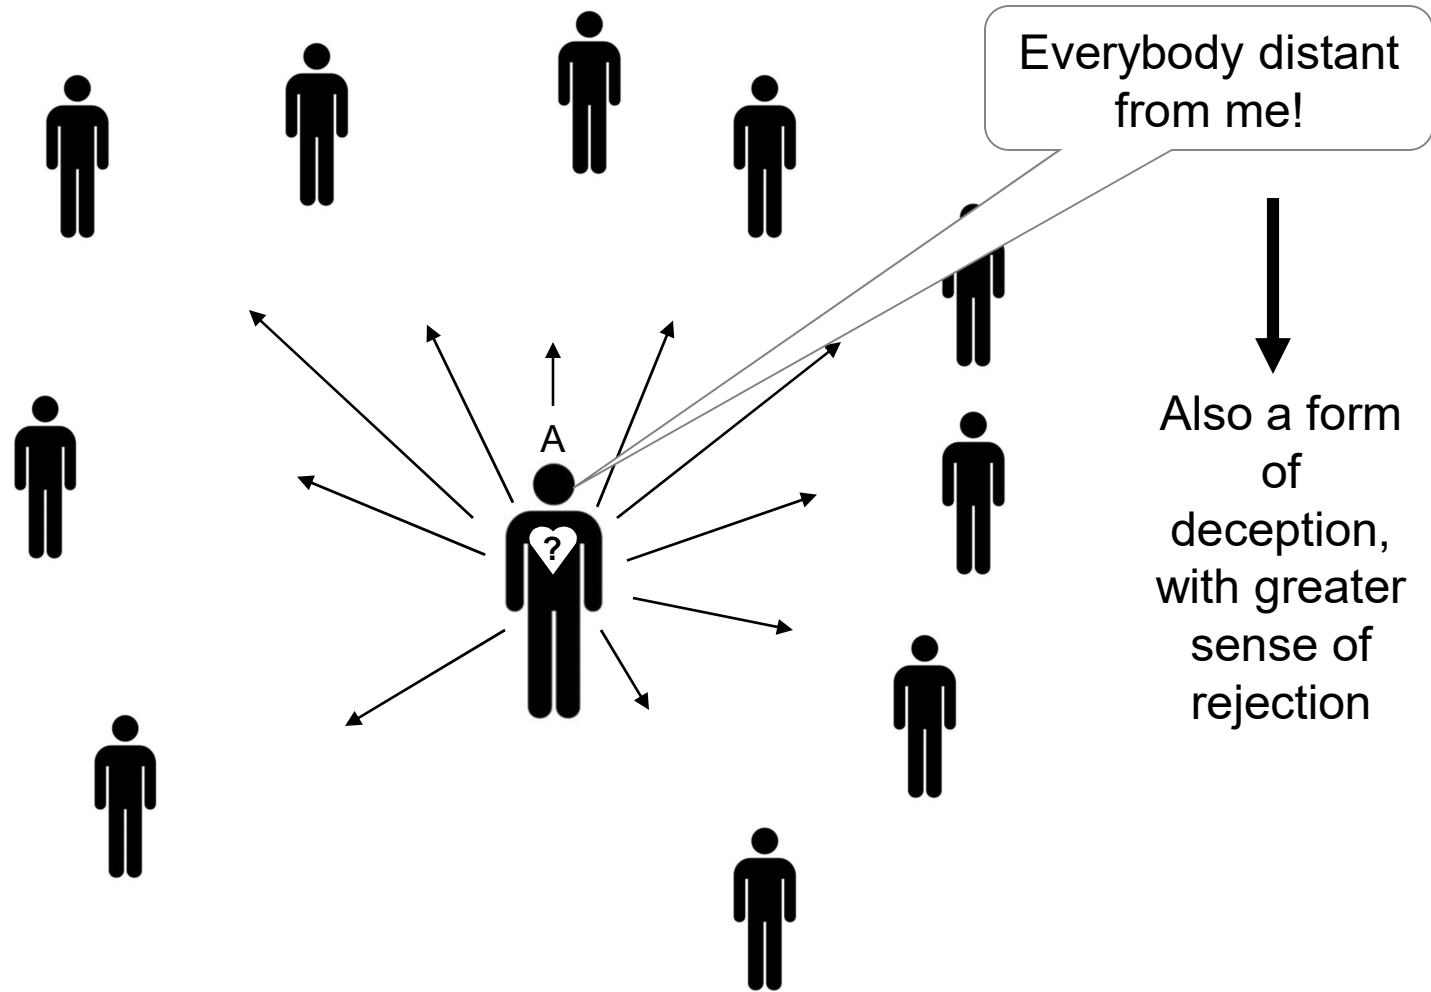 Everybody distant
from me!
A
?
Also a form
of
deception,
with greater
sense of
rejection